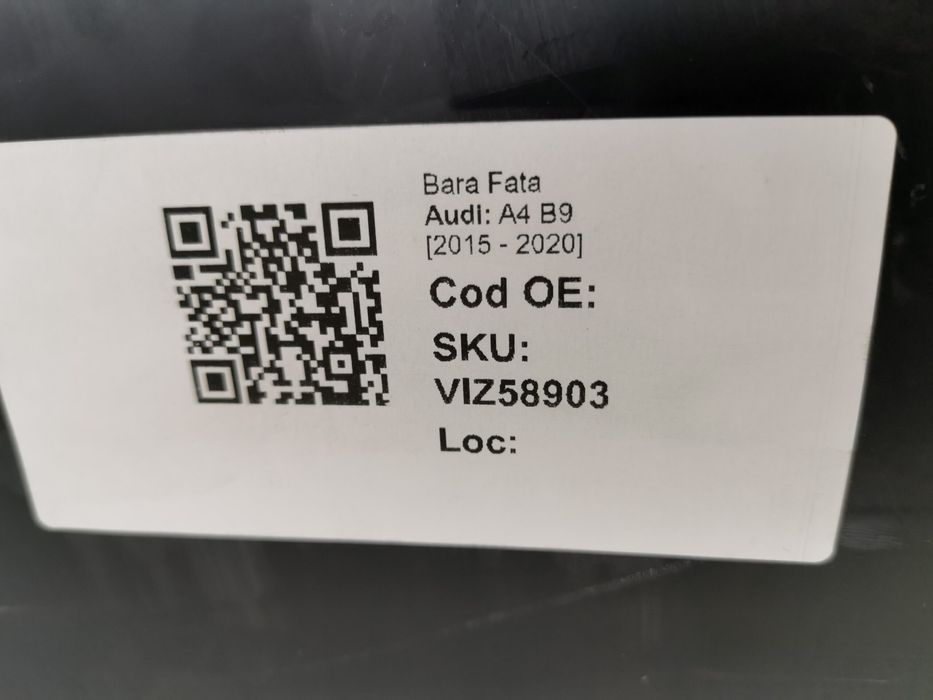 Bara Fata
Audi: A4 B9
[2015 - 2020]
Cod OE:
SKU:
VIZ58903
Loc: